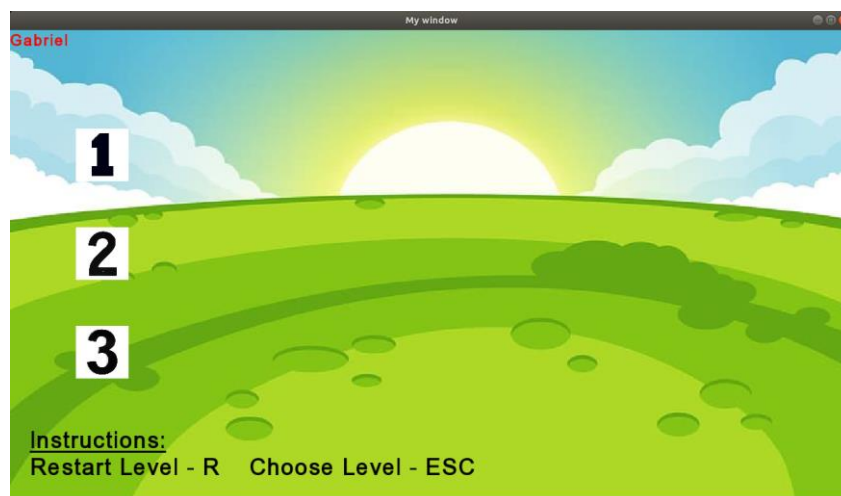 My window
Gabriel
1
2
3
Instructions:
Restart Level - R    Choose Level - ESC